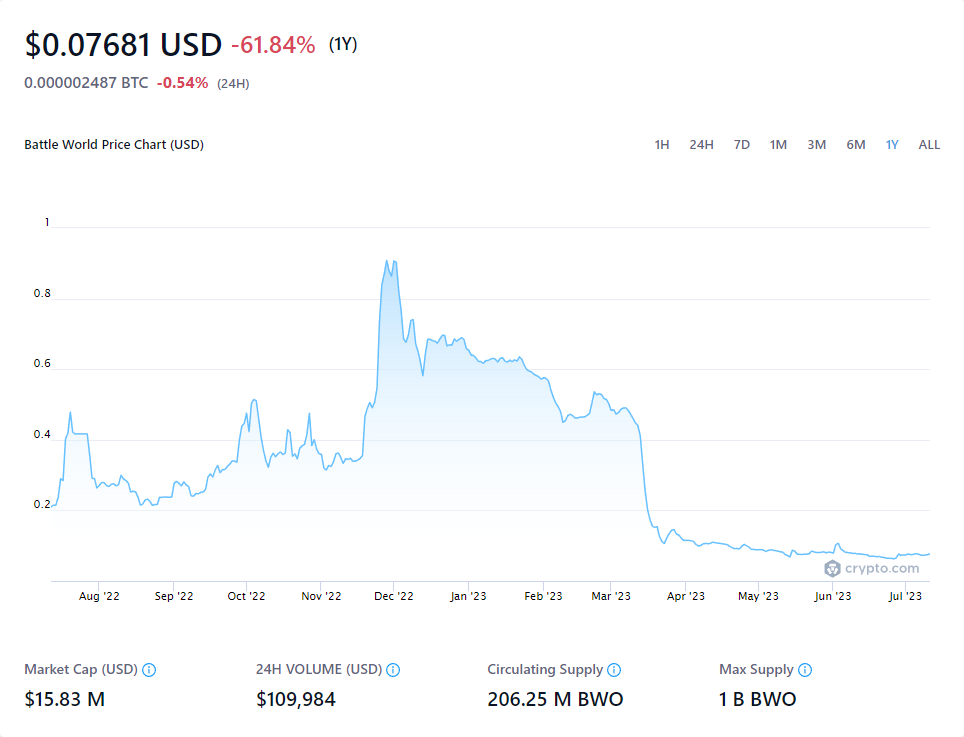 $0.07681 USD -61.84% (1Y)
0.000002487 BTC -0.54% (24H)
Battle World Price Chart (USD) 1H 24H 7D 1M 3M 6M 1Y ALL
1
0.8
0.6
0.4
0.2
crypto.com
Aug '22 Sep '22 Oct '22 Nov '22 Dec '22 Jan '23 Feb '23 Mar '23 Apr '23 May '23 Jun '23 Jul '23
Market Cap (USD) 24H VOLUME (USD) Circulating Supply Max Supply
$15.83 M $109,984 206.25 M BWO 1 B BWO